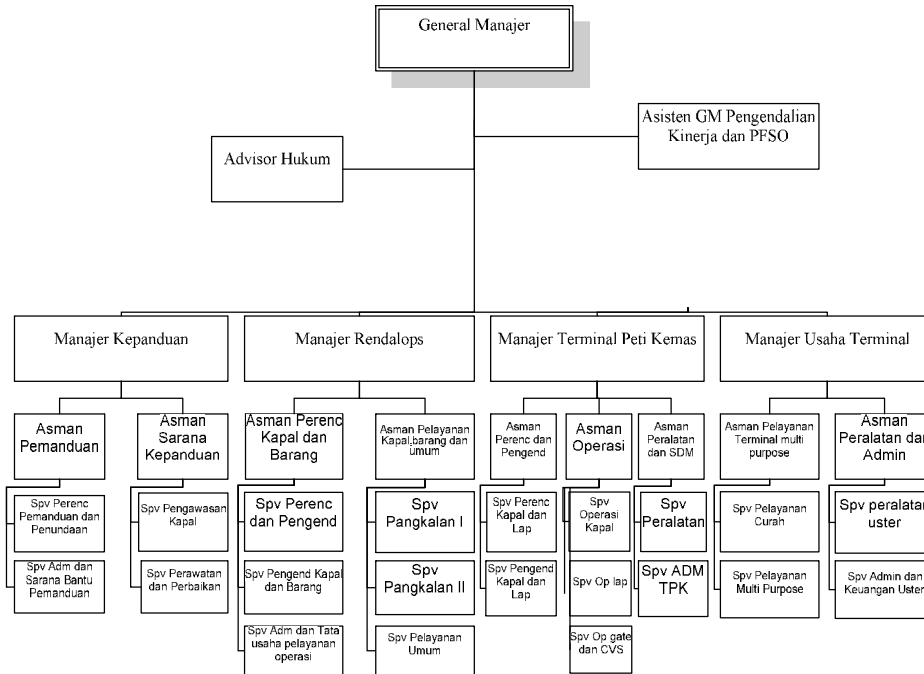 General Manajer
Asisten GM Pengendalian
Kinerja dan PFSO
Advisor Hukum
Manajer Kepanduan
Manajer Rendalops
Manajer Terminal Peti Kemas
Manajer Usaha Terminal
Asman
Pemanduan
Asman
Sarana
Kepanduan
Asman Perenc
Kapal dan
Barang
Asman Pelayanan
Kapal,barang dan
umum
Asman
Perenc dan
Pengend
Asman
Operasi
Asman
Peralatan
dan SDM
Asman Pelayanan
Terminal multi
purpose
Asman
Peralatan dan
Admin
Spv Perenc
Pemanduan dan
Penundaan
Spv Pengawasan
Kapal
Spv Perenc
dan Pengend
Spv
Pangkalan I
Spv Perenc
Kapal dan
Lap
Spv
Operasi
Kapal
Spv
Peralatan
Spv Pelayanan
Curah
Spv peralatan
uster
Spv Adm dan
Sarana Bantu
Pemanduan
Spv Perawatan
dan Perbaikan
Spv Pengend Kapal
dan Barang
Spv
Pangkalan II
Spv Pengend
Kapal dan
Lap
Spv Op lap
Spv ADM
TPK
Spv Pelayanan
Multi Purpose
Spv Admin dan
Keuangan Uster
Spv Adm dan Tata
usaha pelayanan
operasi
Spv Pelayanan
Umum
Spv Op gate
dan CVS